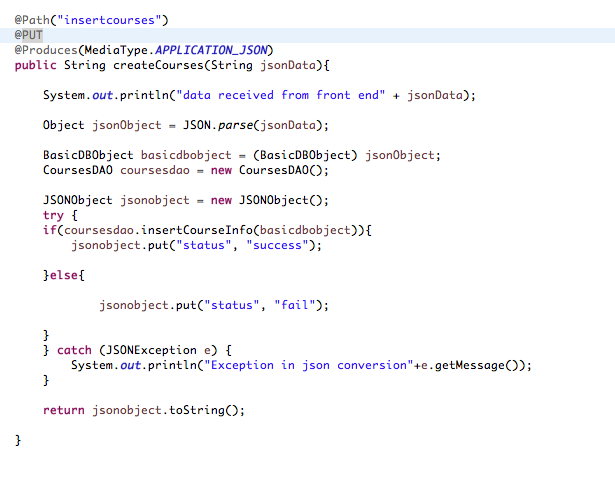 @Path("insertcourses")
@PUT
@Produces(MediaType.APPLICATION_JSON)
public String createCourses(String jsonData){
System.out.println("data received from front end" + jsonData);
Object jsonObject = JSON.parse(jsonData);
BasicDBObject basicdbobject = (BasicDBObject) jsonObject;
CoursesDAO coursesdao = new CoursesDAO();
JSONObject jsonobject = new JSONObject();
try {
if(coursesdao.insertCourseInfo(basicdbobject)){
jsonobject.put("status", "success");
}else{
jsonobject.put("status", "fail");
}
} catch (JSONException e) {
System.out.println("Exception in json conversion"+e.getMessage());
}
return jsonobject.toString();
}